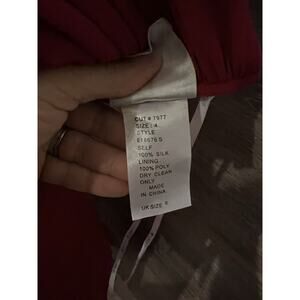 CUT # 7977
SIZE: 4
STYLE
E16676 S
SELF
100% SILK
LINING
100% POLY
DRY CLEAN
ONLY
MADE
IN CHINA
UK SIZE 8